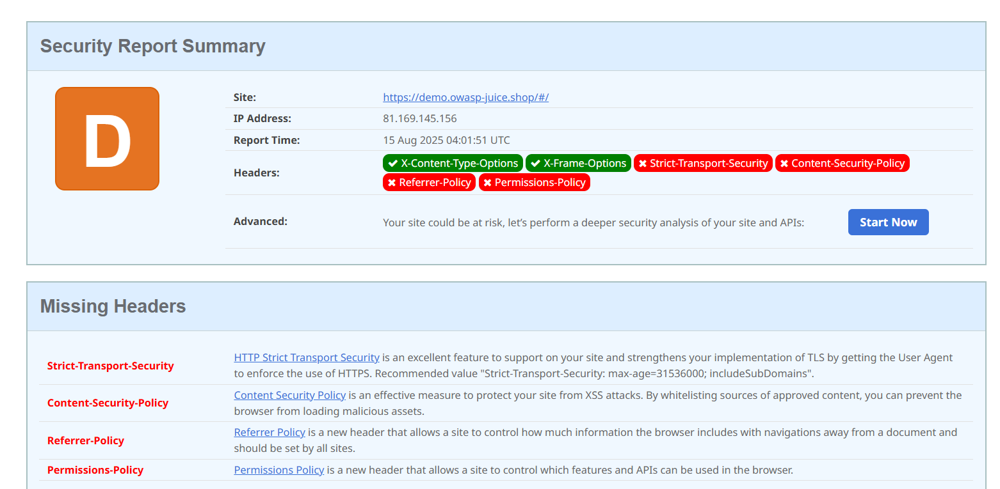 Security Report Summary
D
Site:
https://demo.owasp-juice.shop/#/
IP Address:
81.169.145.156
Report Time:
15 Aug 2025 04:01:51 UTC
Headers:
✔ X-Content-Type-Options ✔ X-Frame-Options ✖ Strict-Transport-Security ✖ Content-Security-Policy
✖ Referrer-Policy ✖ Permissions-Policy
Advanced:
Your site could be at risk, let’s perform a deeper security analysis of your site and APIs:
Start Now
Missing Headers
Strict-Transport-Security
HTTP Strict Transport Security is an excellent feature to support on your site and strengthens your implementation of TLS by getting the User Agent
to enforce the use of HTTPS. Recommended value "Strict-Transport-Security: max-age=31536000; includeSubDomains".
Content-Security-Policy
Content Security Policy is an effective measure to protect your site from XSS attacks. By whitelisting sources of approved content, you can prevent the
browser from loading malicious assets.
Referrer-Policy
Referrer Policy is a new header that allows a site to control how much information the browser includes with navigations away from a document and
should be set by all sites.
Permissions-Policy
Permissions Policy is a new header that allows a site to control which features and APIs can be used in the browser.